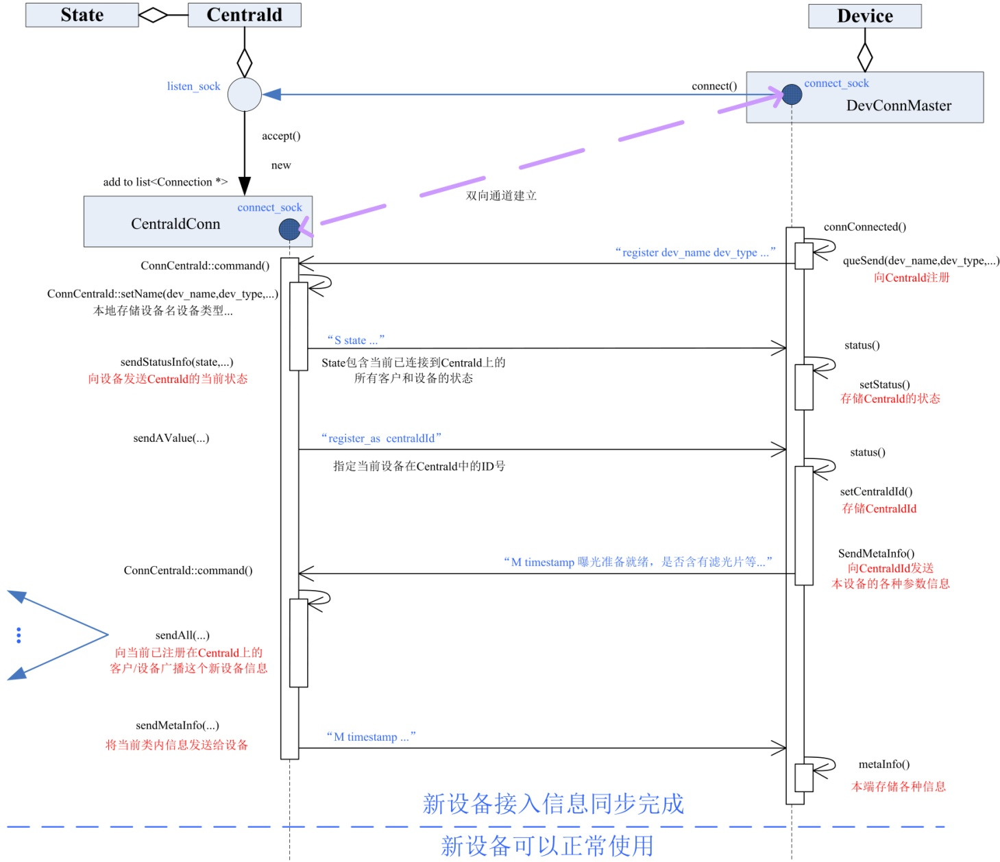 State
Centrald
Device
listen_sock
connect()
connect_sock
DevConnMaster
accept()
new
add to list<Connection *>
双向通道建立
connect_sock
CentraldConn
connConnected()
“register dev_name dev_type ...”
ConnCentrald::command()
queSend(dev_name,dev_type,...)
向Centrald注册
ConnCentrald::setName(dev_name,dev_type,...)
本地存储设备名设备类型...
“S state ...”
status()
sendStatusInfo(state,...)
向设备发送Centrald的当前状态
State包含当前已连接到Centrald上的
所有客户和设备的状态
setStatus()
存储Centrald的状态
sendAValue(...)
“register_as  centraldId”
status()
指定当前设备在Centrald中的ID号
setCentraldId()
存储CentraldId
“M timestamp 曝光准备就绪，是否含有滤光片等...”
SendMetaInfo()
向CentraldId发送
本设备的各种参数信息
ConnCentrald::command()
sendAll(...)
向当前已注册在Centrald上的
客户/设备广播这个新设备信息
sendMetaInfo(...)
将当前类内信息发送给设备
“M timestamp ...”
metaInfo()
本端存储各种信息
新设备接入信息同步完成
新设备可以正常使用